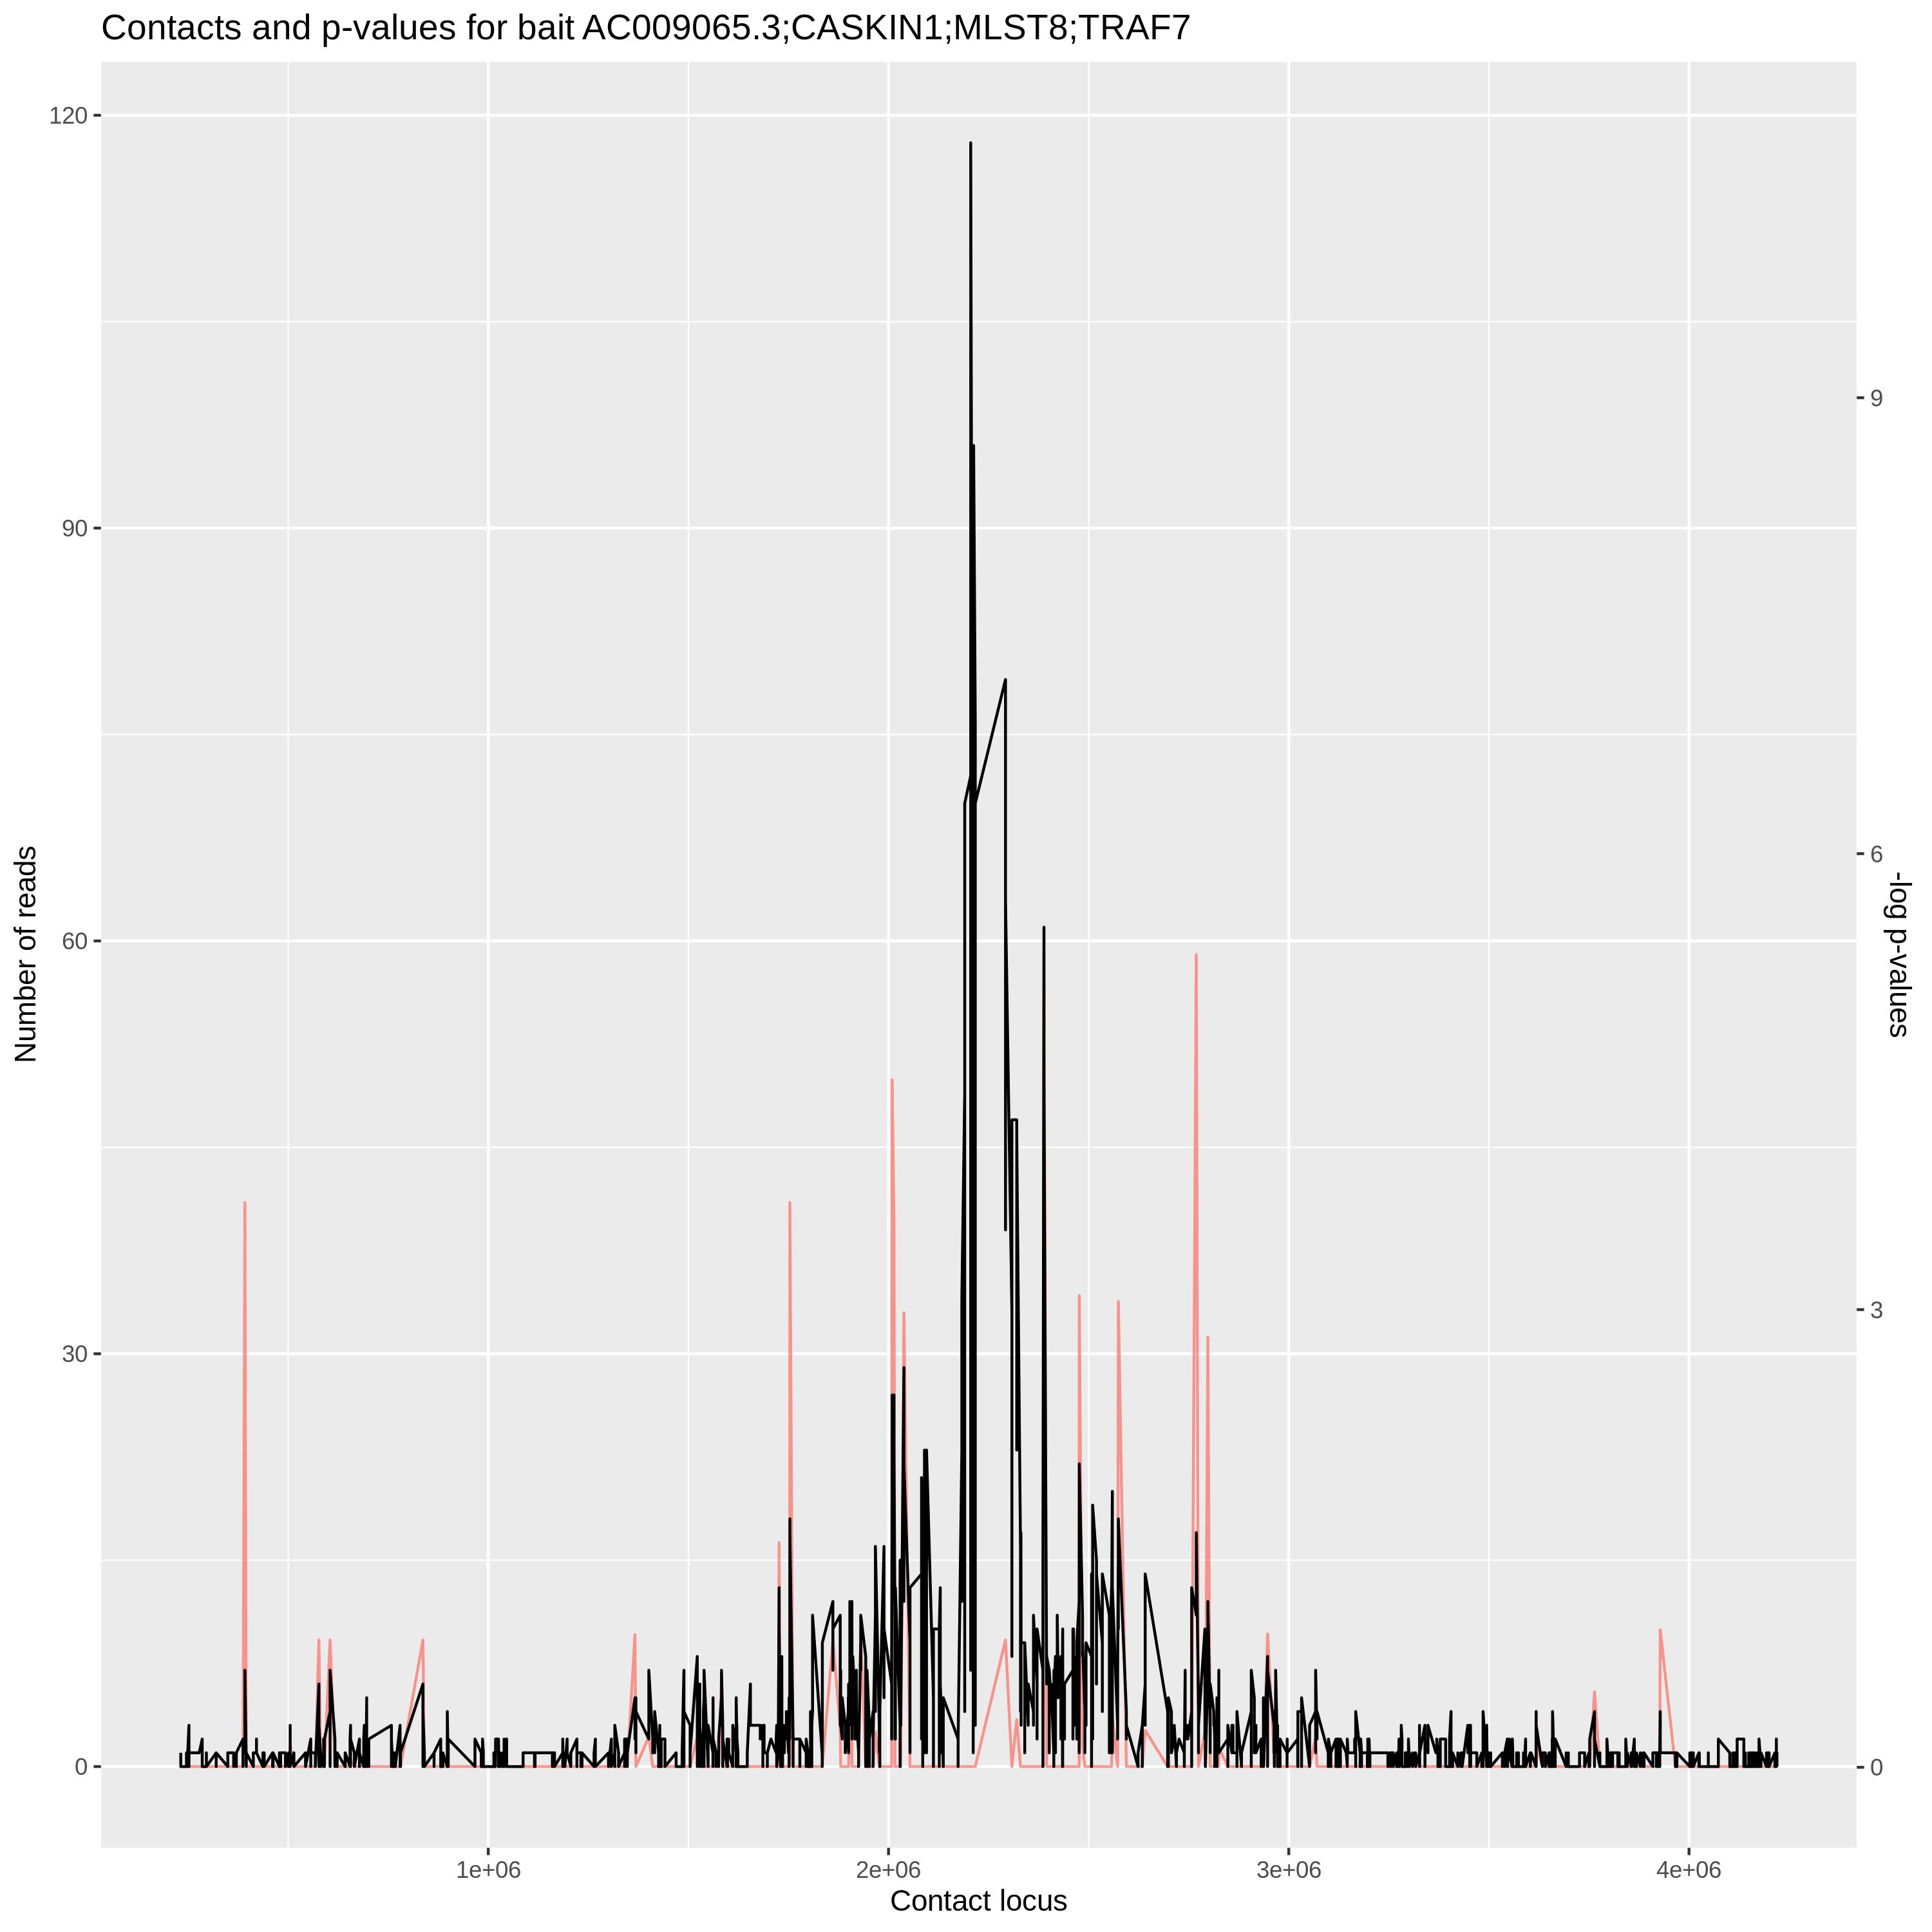 Contacts and p-values for bait AC009065.3;CASKIN1;MLST8;TRAF7
120
90
60
30
0
Number of reads
9
6
3
0
-log p-values
1e+06
2e+06
3e+06
4e+06
Contact locus